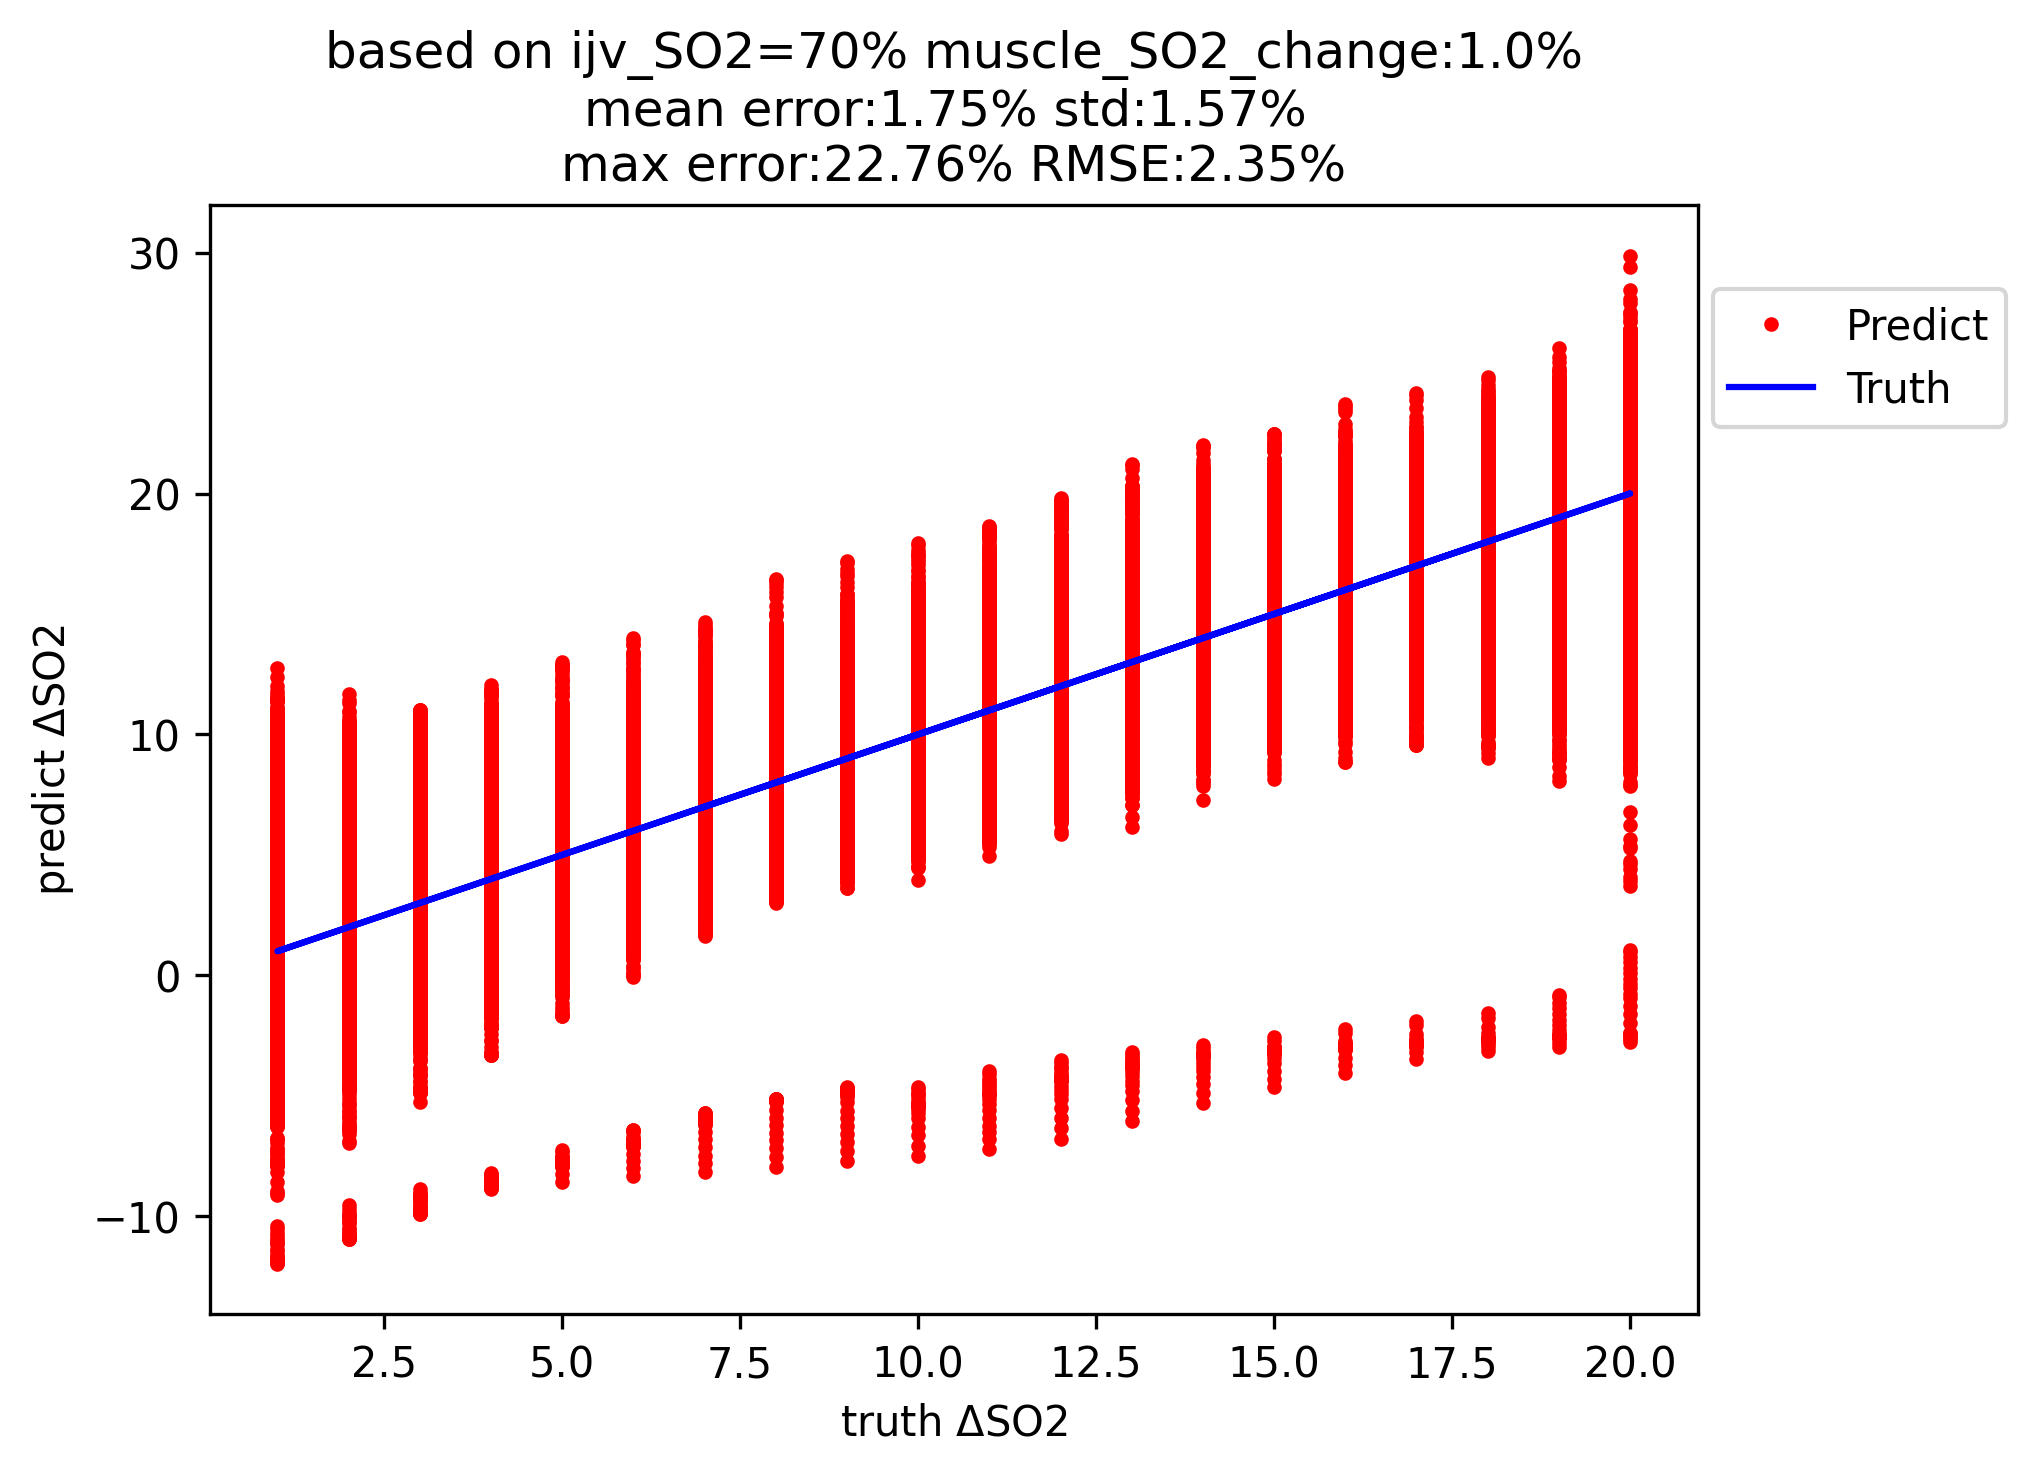 based on ijv_SO2=70% muscle_SO2_change:1.0%
mean error:1.75% std:1.57%
max error:22.76% RMSE:2.35%
30
20
10
0
−10
predict ΔSO2
2.5
5.0
7.5
10.0
12.5
15.0
17.5
20.0
truth ΔSO2
Predict
Truth